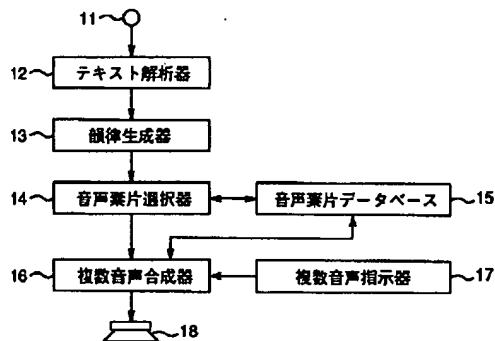 11
12 テキスト解析器
13 韻律生成器
14 音声素片選択器 音声素片データベース 15
16 複数音声合成器 複数音声指示器 17
18